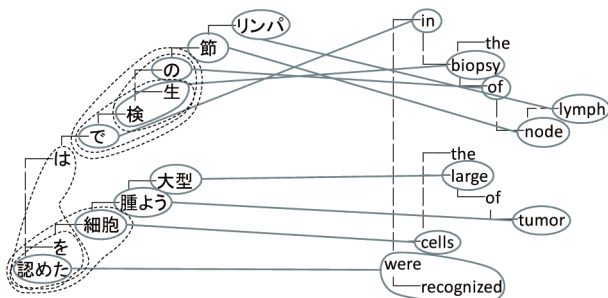 リンパ
節
の
生
検
で
は
大型
腫よう
細胞
を
認めた
in
the
biopsy
of
lymph
node
the
large
of
tumor
cells
were
recognized